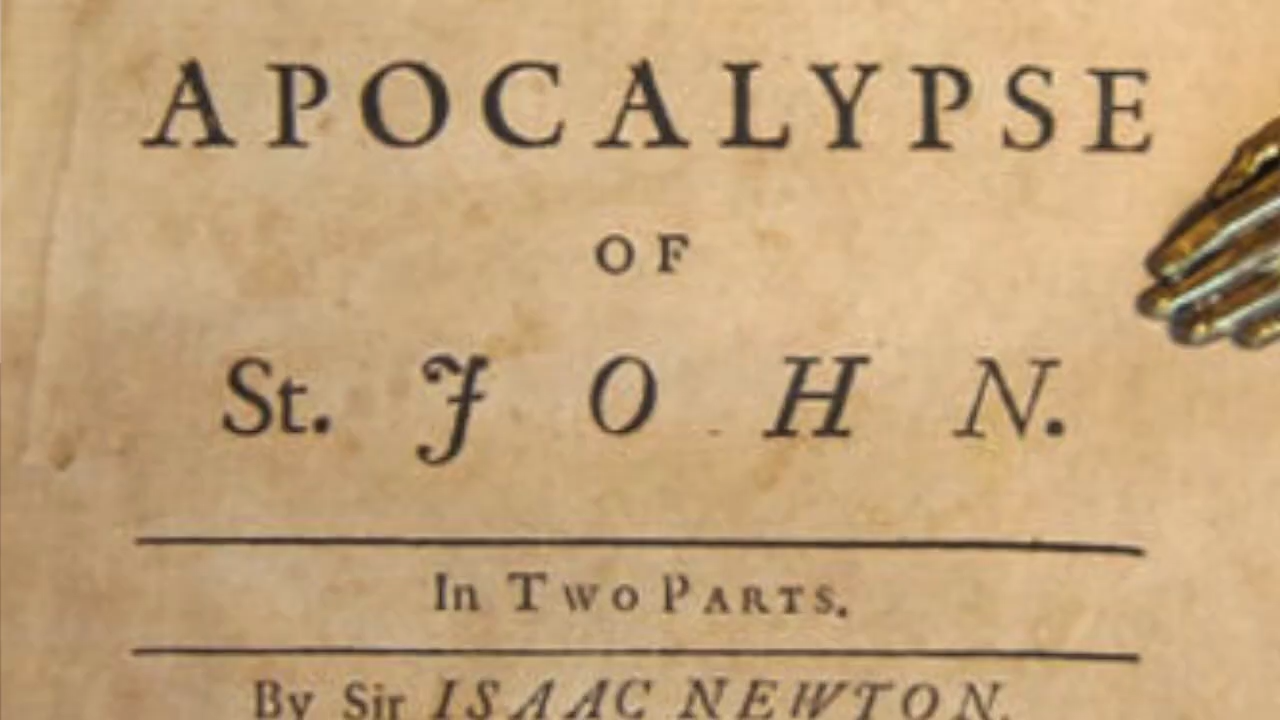 APOCALYPSE
OF
St. JOHN.
In Two PARTS.
By Sir ISAAC NEWTON.